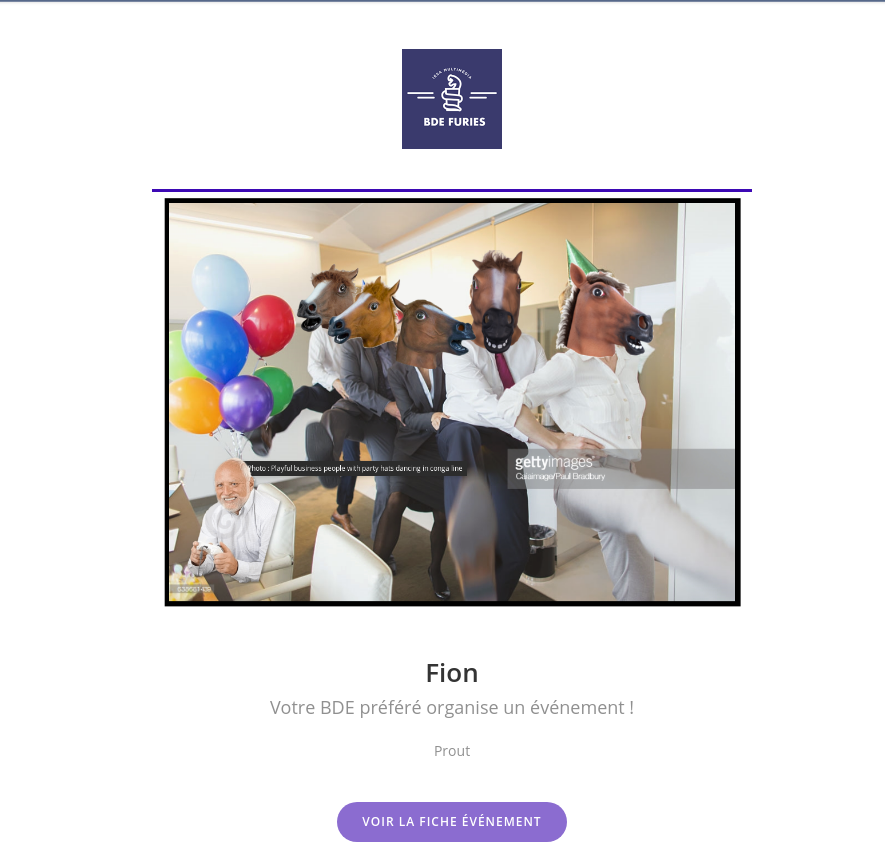 IESA MULTIMÉDIA
BDE FURIES
Photo : Playful business people with party hats dancing in conga line
gettyimages
Caiaimage/Paul Bradbury
Fion
Votre BDE préféré organise un événement !
Prout
VOIR LA FICHE ÉVÉNEMENT